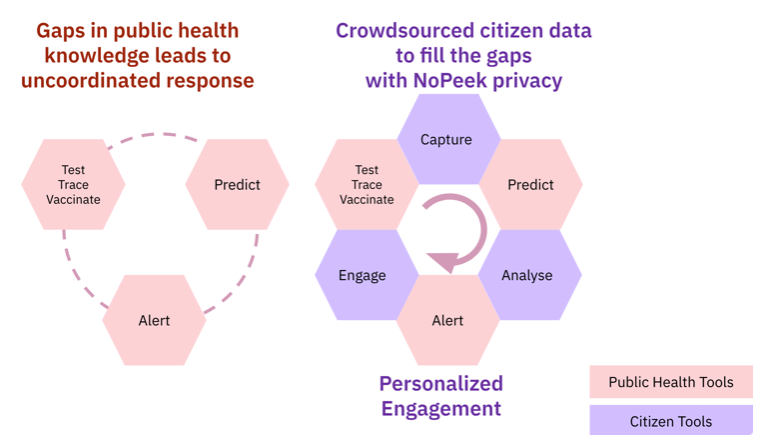 Gaps in public health
knowledge leads to
uncoordinated response
Test
Trace
Vaccinate
Predict
Alert
Crowdsourced citizen data
to fill the gaps
with NoPeek privacy
Capture
Test
Trace
Vaccinate
Predict
Engage
Analyse
Alert
Personalized
Engagement
Public Health Tools
Citizen Tools